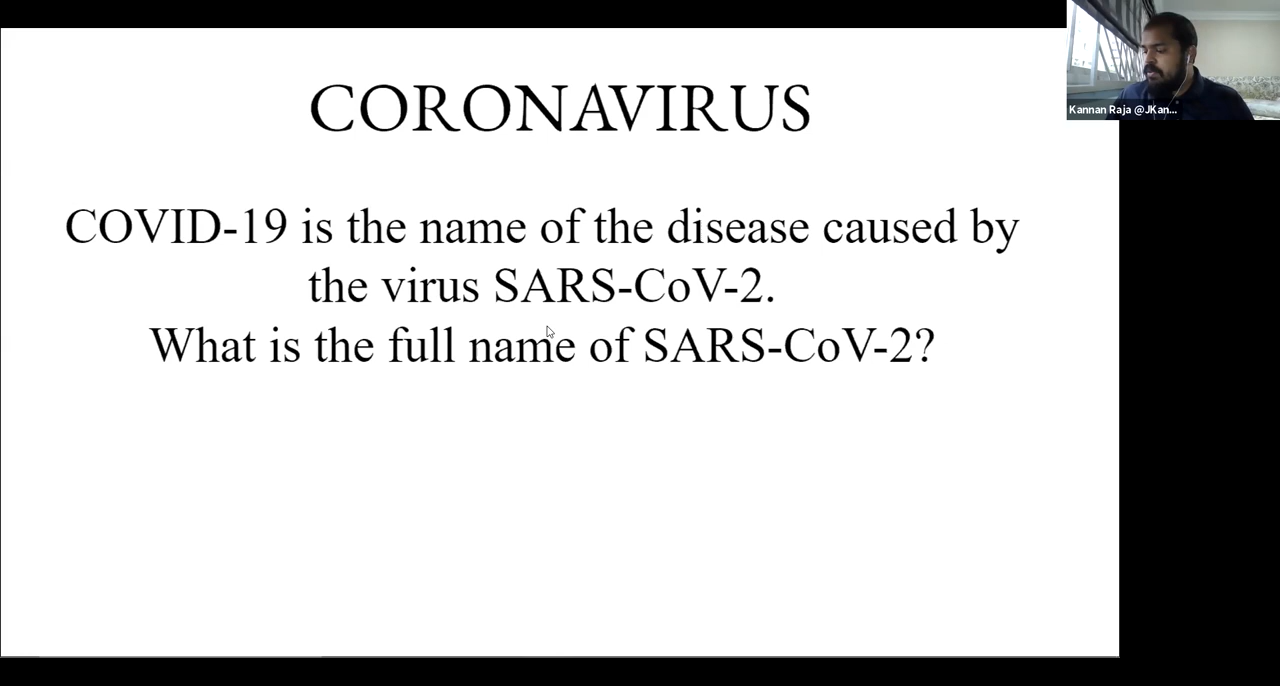 CORONAVIRUS
Kannan Raja @JKan...
COVID-19 is the name of the disease caused by
the virus SARS-CoV-2.
What is the full name of SARS-CoV-2?